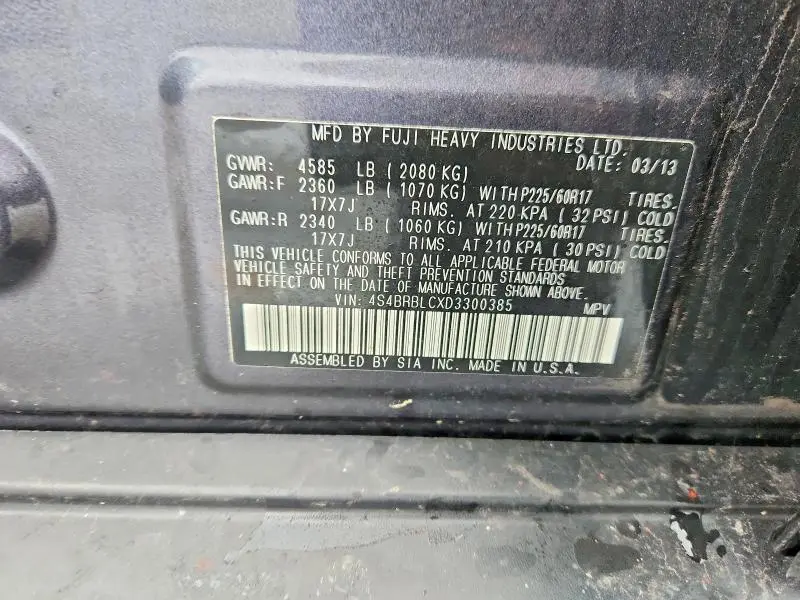 MFD BY FUJI HEAVY INDUSTRIES LTD.
DATE: 03/13
GVWR: 4585 LB (2080 KG)
GAWR:F 2360 LB (1070 KG) WITH P225/60R17 TIRES.
17X7J RIMS. AT 220 KPA (32 PSI) COLD
GAWR:R 2340 LB (1060 KG) WITH P225/60R17 TIRES.
17X7J RIMS. AT 210 KPA (30 PSI) COLD
THIS VEHICLE CONFORMS TO ALL APPLICABLE FEDERAL MOTOR
VEHICLE SAFETY AND THEFT PREVENTION STANDARDS
IN EFFECT ON THE DATE OF MANUFACTURE SHOWN ABOVE.
VIN: 4S4BRBLCXD3300385 MPV
ASSEMBLED BY SIA INC. MADE IN U.S.A.